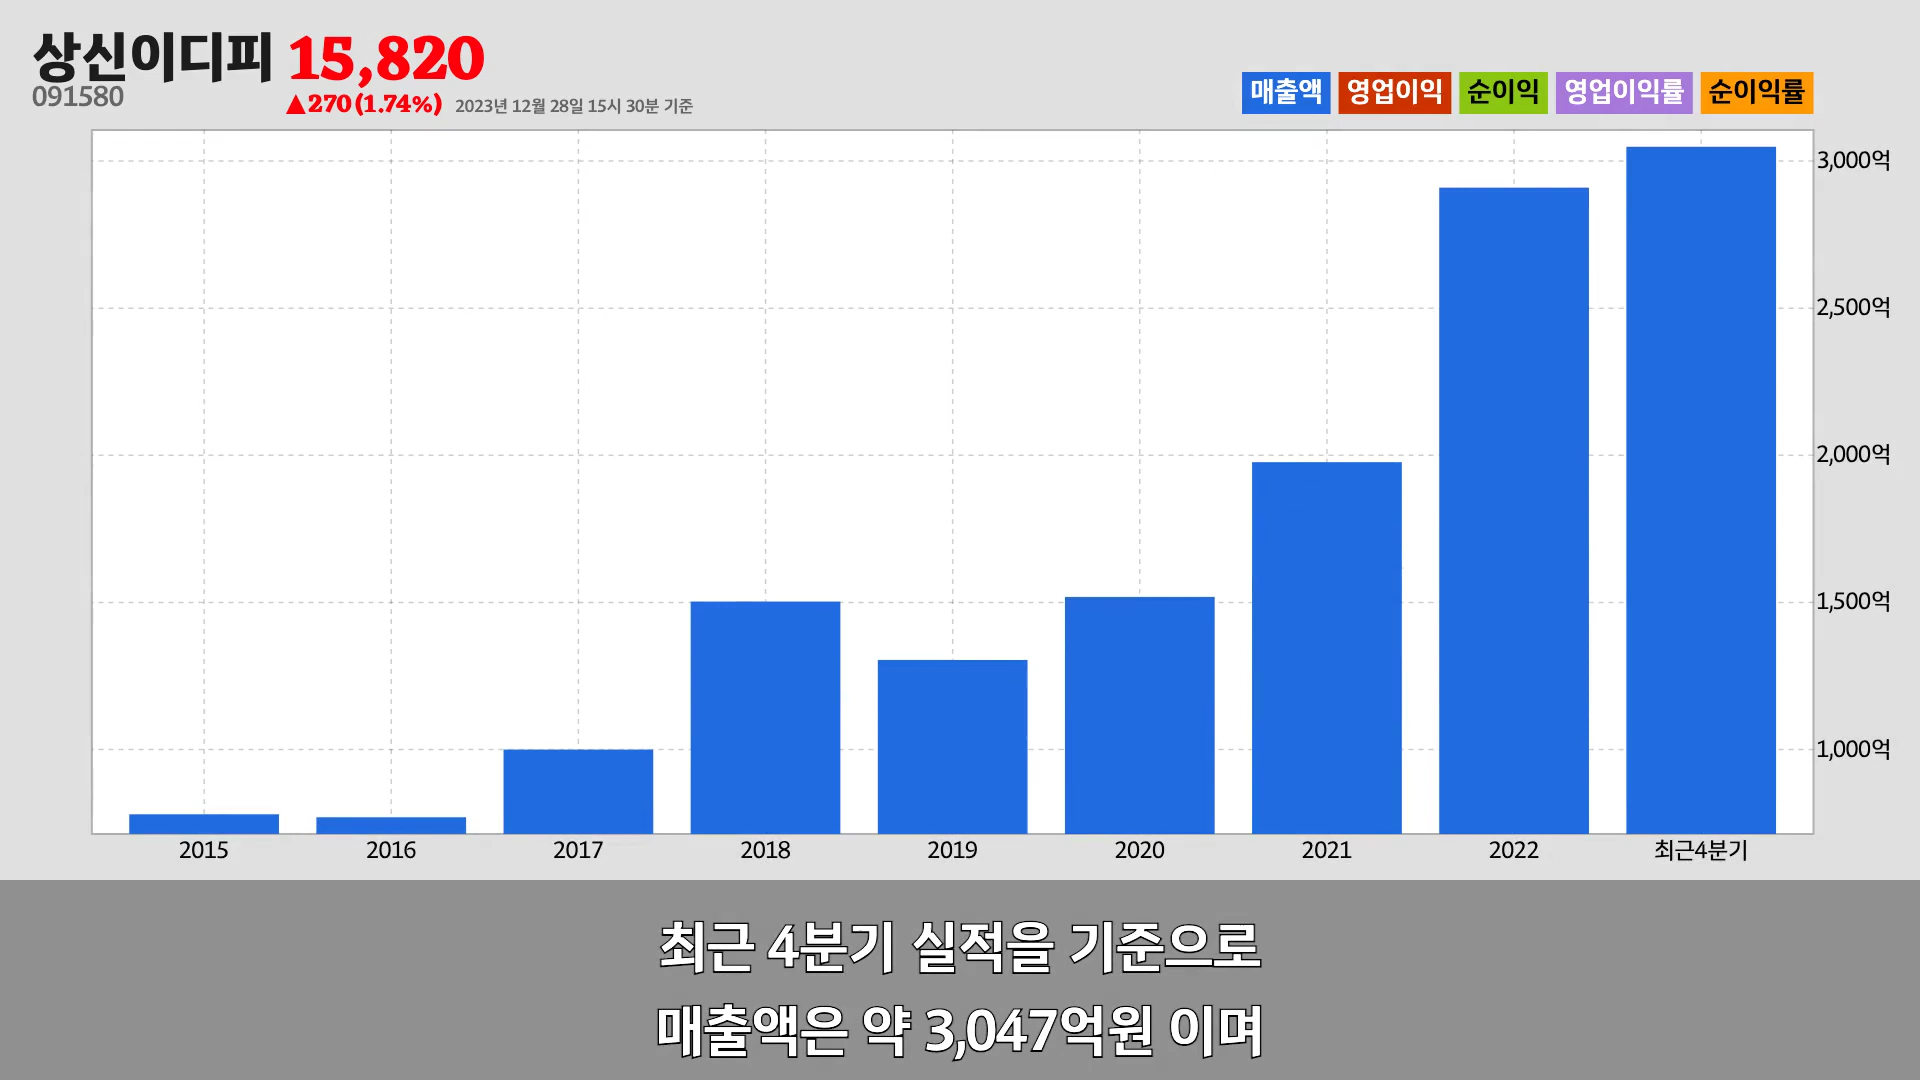 상신이디피 15,820
091580
▲270 (1.74%) 2023년 12월 28일 15시 30분 기준
매출액 영업이익 순이익 영업이익률 순이익률
3,000억
2,500억
2,000억
1,500억
1,000억
2015 2016 2017 2018 2019 2020 2021 2022 최근4분기
최근 4분기 실적을 기준으로
매출액은 약 3,047억원 이며